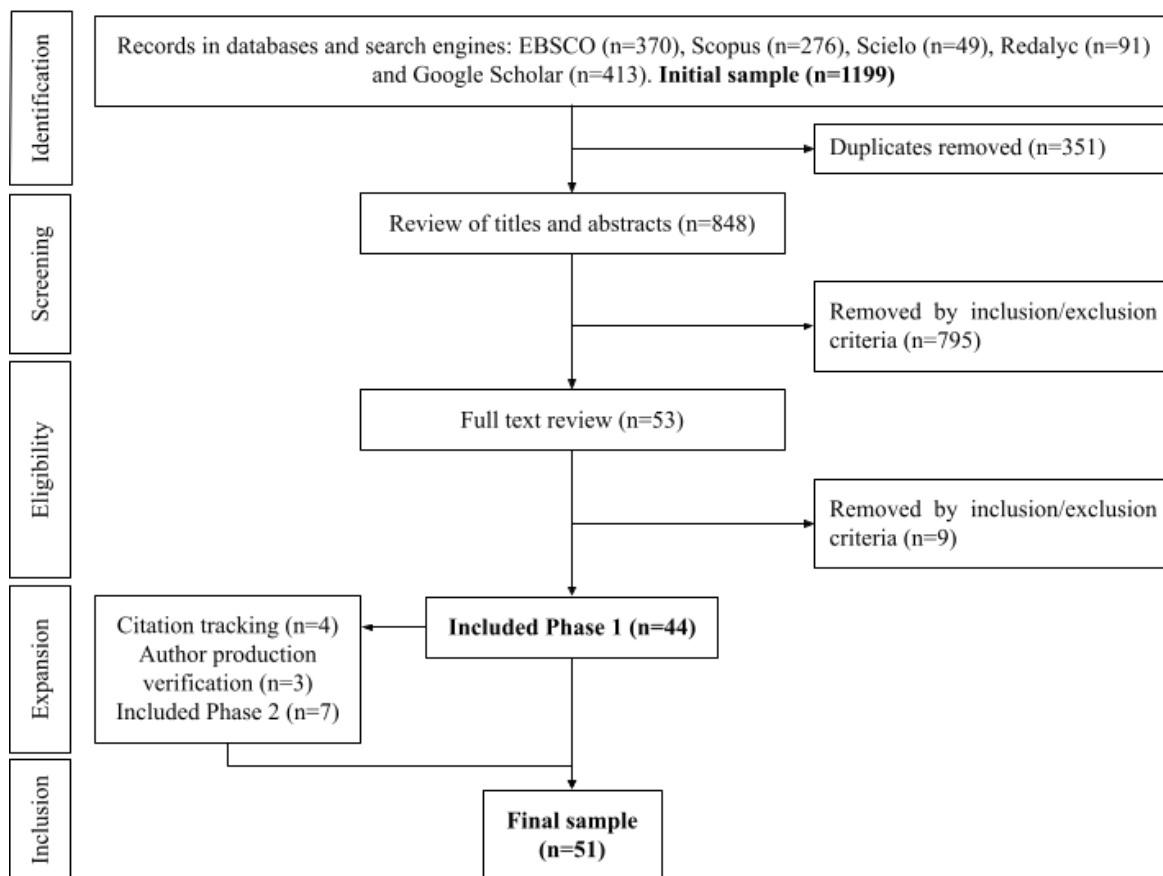 Identification
Records in databases and search engines: EBSCO (n=370), Scopus (n=276), Scielo (n=49), Redalyc (n=91)
and Google Scholar (n=413). Initial sample (n=1199)
Duplicates removed (n=351)
Screening
Review of titles and abstracts (n=848)
Removed by inclusion/exclusion
criteria (n=795)
Eligibility
Full text review (n=53)
Removed by inclusion/exclusion
criteria (n=9)
Expansion
Citation tracking (n=4)
Author production
verification (n=3)
Included Phase 2 (n=7)
Included Phase 1 (n=44)
Inclusion
Final sample
(n=51)